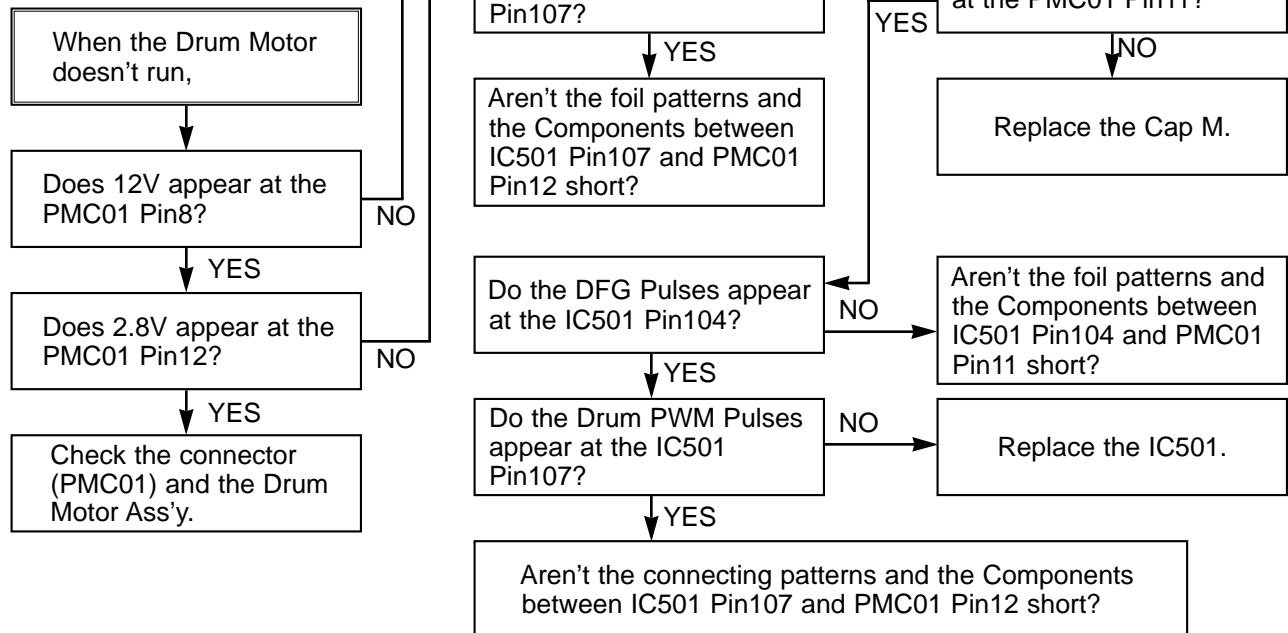 When the Drum Motor
doesn't run,
Does 12V appear at the
PMC01 Pin8?
NO
YES
Does 2.8V appear at the
PMC01 Pin12?
NO
YES
Check the connector
(PMC01) and the Drum
Motor Ass'y.
Pin107?
YES
Aren't the foil patterns and
the Components between
IC501 Pin107 and PMC01
Pin12 short?
YES
at the PMC01 Pin11?
NO
Replace the Cap M.
Do the DFG Pulses appear
at the IC501 Pin104?
NO
Aren't the foil patterns and
the Components between
IC501 Pin104 and PMC01
Pin11 short?
YES
Do the Drum PWM Pulses
appear at the IC501
Pin107?
NO
Replace the IC501.
YES
Aren't the connecting patterns and the Components
between IC501 Pin107 and PMC01 Pin12 short?